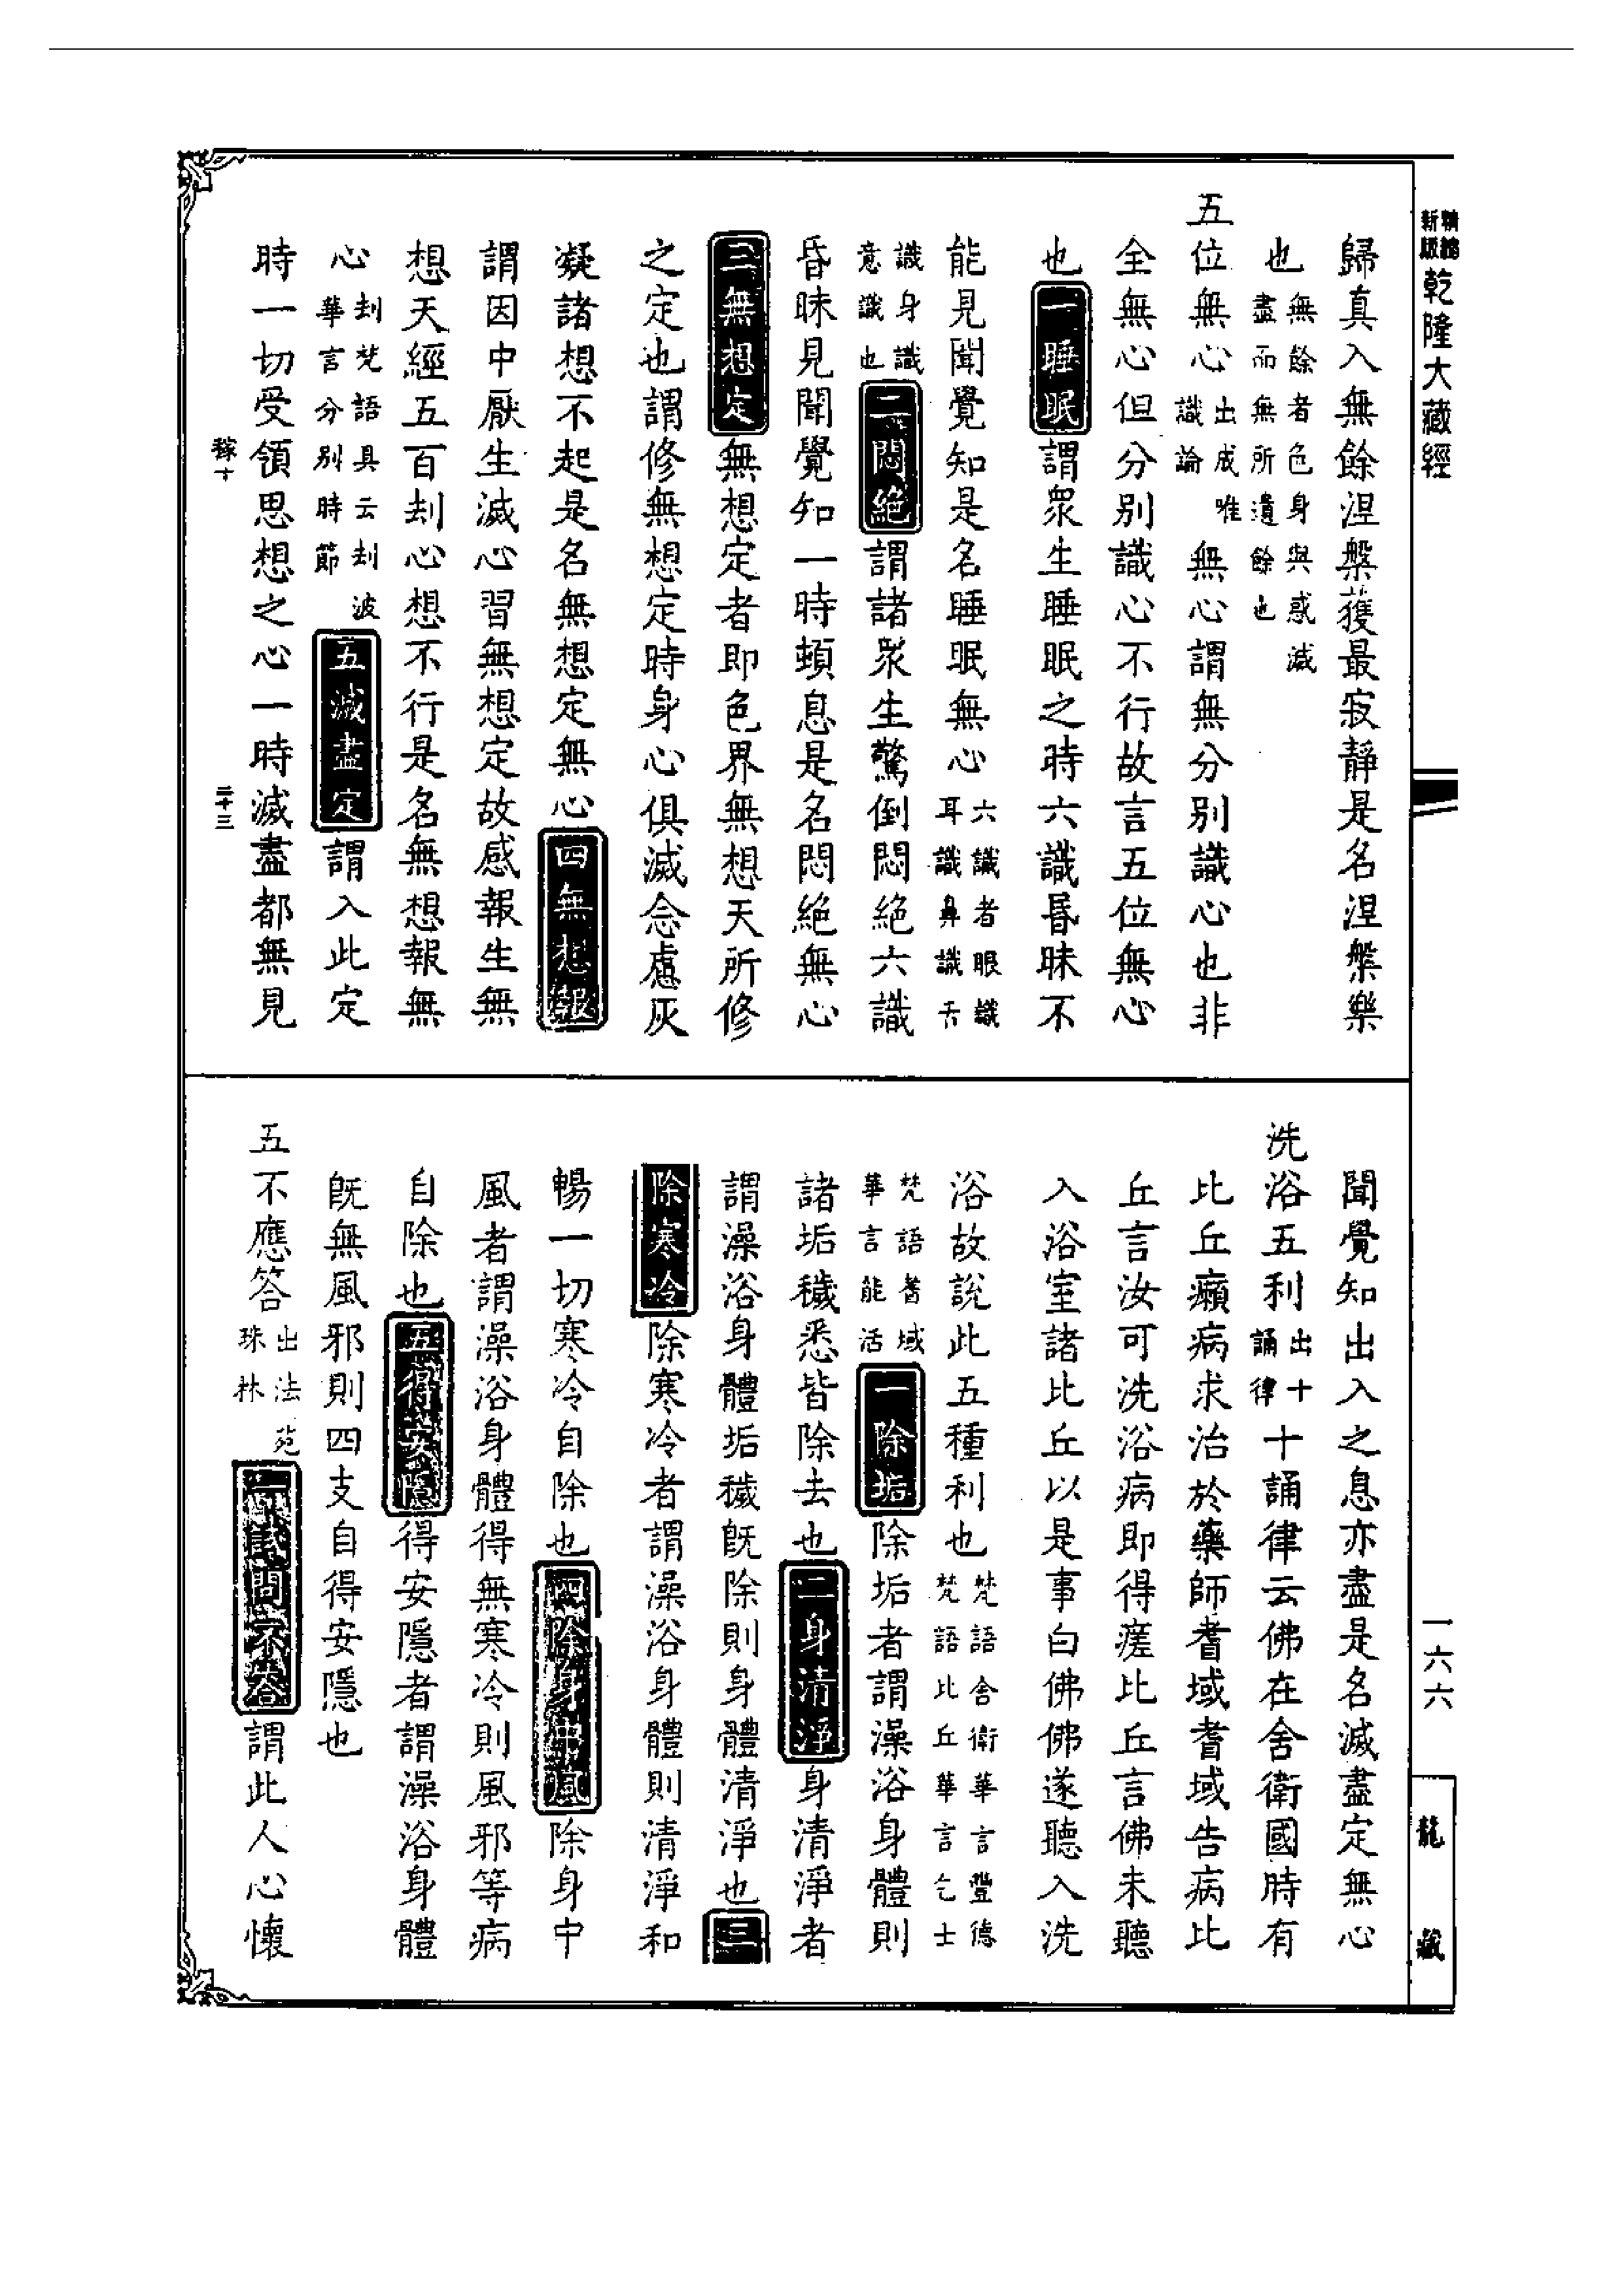 精縮新版
乾隆大藏經
一六六
龍藏
歸真入無餘涅槃獲最寂靜是名涅槃樂
也無餘者色身與惑滅盡而無所遺餘也
五位無心出成唯識論無心謂無分別識心也非
全無心但分別識心不行故言五位無心
也一睡眠謂眾生睡眠之時六識昬昧不
能見聞覺知是名睡眠無心六識者眼識耳識鼻識舌
識身識意識也二悶絕謂諸眾生驚倒悶絕六識
昏昧見聞覺知一時頓息是名悶絕無心
三無想定無想定者即色界無想天所修
之定也謂修無想定時身心俱滅念慮灰
凝諸想不起是名無想定無心四無想報
謂因中厭生滅心習無想定故感報生無
想天經五百刦心想不行是名無想報無
心刦梵語具云刦波華言分別時節五滅盡定謂入此定
時一切受領思想之心一時滅盡都無見
稼十
二十三
聞覺知出入之息亦盡是名滅盡定無心
洗浴五利出十誦律十誦律云佛在舍衛國時有
比丘癩病求治於藥師耆域耆域告病比
丘言汝可洗浴病即得瘥比丘言佛未聽
入浴室諸比丘以是事白佛佛遂聽入洗
浴故說此五種利也梵語舍衛華言豐德梵語比丘華言乞士
梵語耆域華言能活一除垢除垢者謂澡浴身體則
諸垢穢悉皆除去也二身清淨身清淨者
謂澡浴身體垢穢既除則身體清淨也三
除寒冷除寒冷者謂澡浴身體則清淨和
暢一切寒冷自除也四除身中風除身中
風者謂澡浴身體得無寒冷則風邪等病
自除也五得安隱得安隱者謂澡浴身體
既無風邪則四支自得安隱也
五不應答出法苑珠林一試問不答謂此人心懷